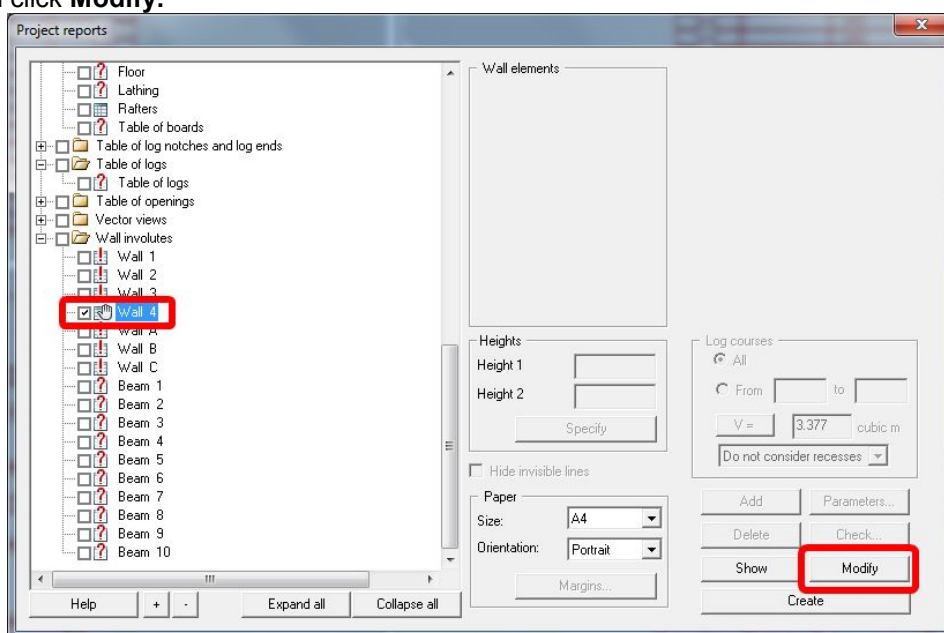 click Modify.
Project reports
Floor
Lathing
Rafters
Table of boards
Table of log notches and log ends
Table of logs
Table of logs
Table of openings
Vector views
Wall involutes
Wall 1
Wall 2
Wall 3
Wall 4
Wall A
Wall B
Wall C
Beam 1
Beam 2
Beam 3
Beam 4
Beam 5
Beam 6
Beam 7
Beam 8
Beam 9
Beam 10
Help + - Expand all Collapse all
Wall elements
Heights
Height 1
Height 2
Specify
Hide invisible lines
Paper
Size: A4
Orientation: Portrait
Margins...
Log courses
All
From to
V = 3.377 cubic m
Do not consider recesses
Add Parameters...
Delete Check...
Show Modify
Create